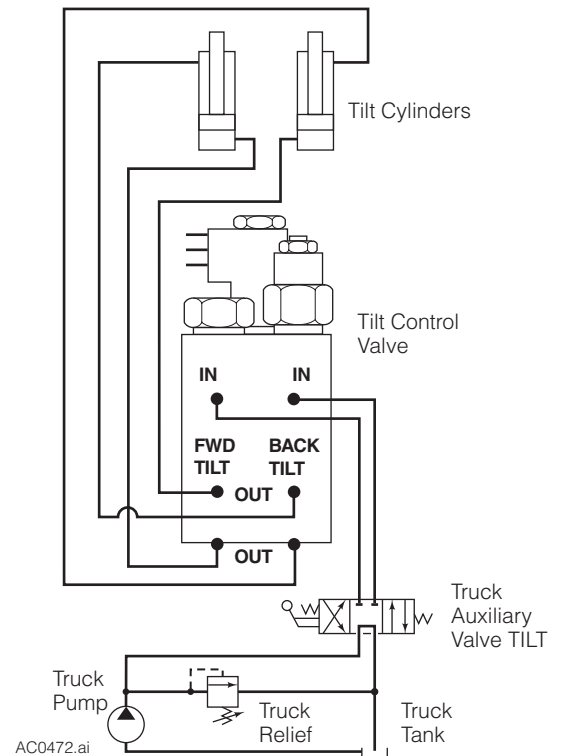 Tilt Cylinders
Tilt Control
Valve
IN
IN
FWD
TILT
BACK
TILT
OUT
OUT
Truck
Auxiliary
Valve TILT
Truck
Pump
Truck
Relief
Truck
Tank
AC0472.ai